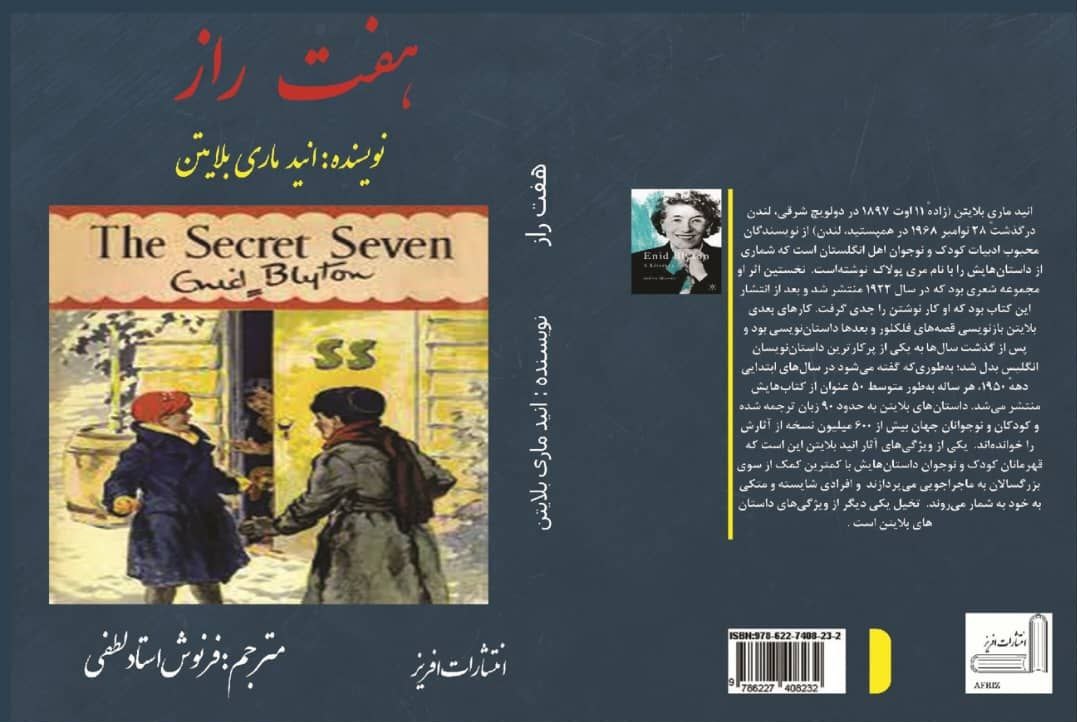 هفت راز
نویسنده: انید ماری بلایتن
The Secret Seven
Enid Blyton
SS
مترجم: فرنوش استاد لطفی
انتشارات افریز
هفت راز
نویسنده: انید ماری بلایتن
Enid Blyton
انید ماری بلایتن (زادهٔ ۱۱ اوت ۱۸۹۷ در دولویچ شرقی، لندن
درگذشتهٔ ۲۸ نوامبر ۱۹۶۸ در همپستید، لندن) از نویسندگان
محبوب ادبیات کودک و نوجوان اهل انگلستان است که شماری
از داستان‌هایش را با نام مری پولاک نوشته‌است. نخستین اثر او
مجموعه شعری بود که در سال ۱۹۲۲ منتشر شد و بعد از انتشار
این کتاب بود که او کار نوشتن را جدی گرفت. کارهای بعدی
بلایتن بازنویسی قصه‌های فلکلور و بعدها داستان‌نویسی بود و
پس از گذشت سال‌ها به یکی از پرکارترین داستان‌نویسان
انگلیس بدل شد؛ به‌طوری‌که گفته می‌شود در سال‌های ابتدایی
دههٔ ۱۹۵۰، هر ساله به‌طور متوسط ۵۰ عنوان از کتاب‌هایش
منتشر می‌شد. داستان‌های بلایتن به حدود ۹۰ زبان ترجمه شده
و کودکان و نوجوانان جهان بیش از ۶۰۰ میلیون نسخه از آثارش
را خوانده‌اند. یکی از ویژگی‌های آثار انید بلایتن این است که
قهرمانان کودک و نوجوان داستان‌هایش با کمترین کمک از سوی
بزرگسالان به ماجراجویی می‌پردازند و افرادی شایسته و متکی
به خود به شمار می‌روند. تخیل یکی دیگر از ویژگی‌های داستان
های بلایتن است .
ISBN:978-622-7408-23-2
9 786227 408232
انتشارات افریز
AFRIZ